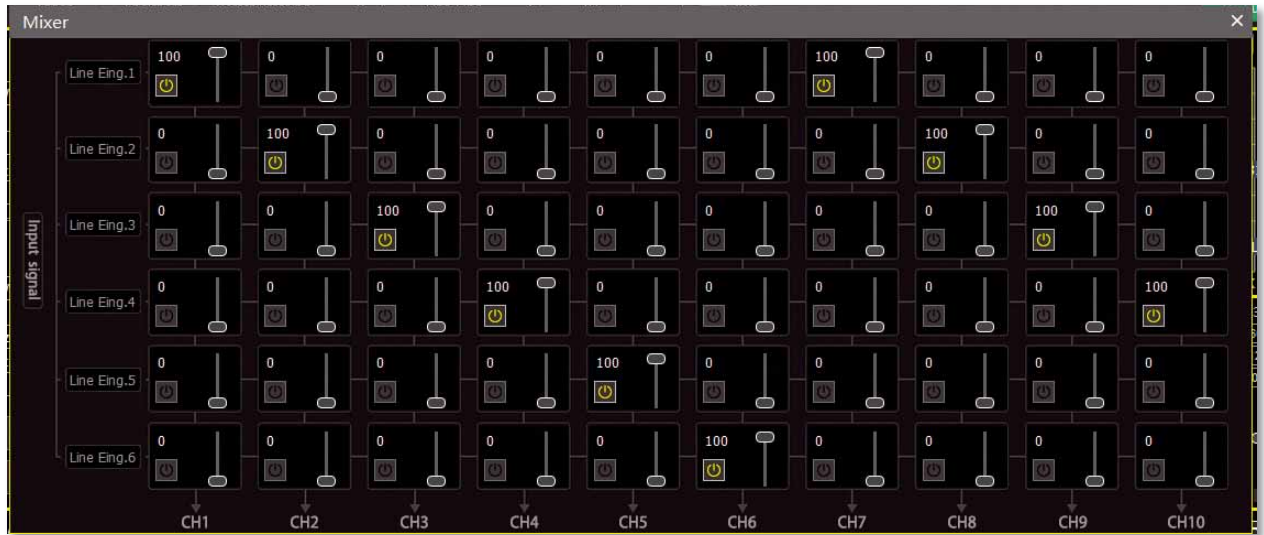 Mixer
Line Eing.1 100 0 0 0 0 0 100 0 0 0
Line Eing.2 0 100 0 0 0 0 0 100 0 0
Line Eing.3 0 0 100 0 0 0 0 0 100 0
Input signal
Line Eing.4 0 0 0 100 0 0 0 0 0 100
Line Eing.5 0 0 0 0 100 0 0 0 0 0
Line Eing.6 0 0 0 0 0 100 0 0 0 0
CH1 CH2 CH3 CH4 CH5 CH6 CH7 CH8 CH9 CH10